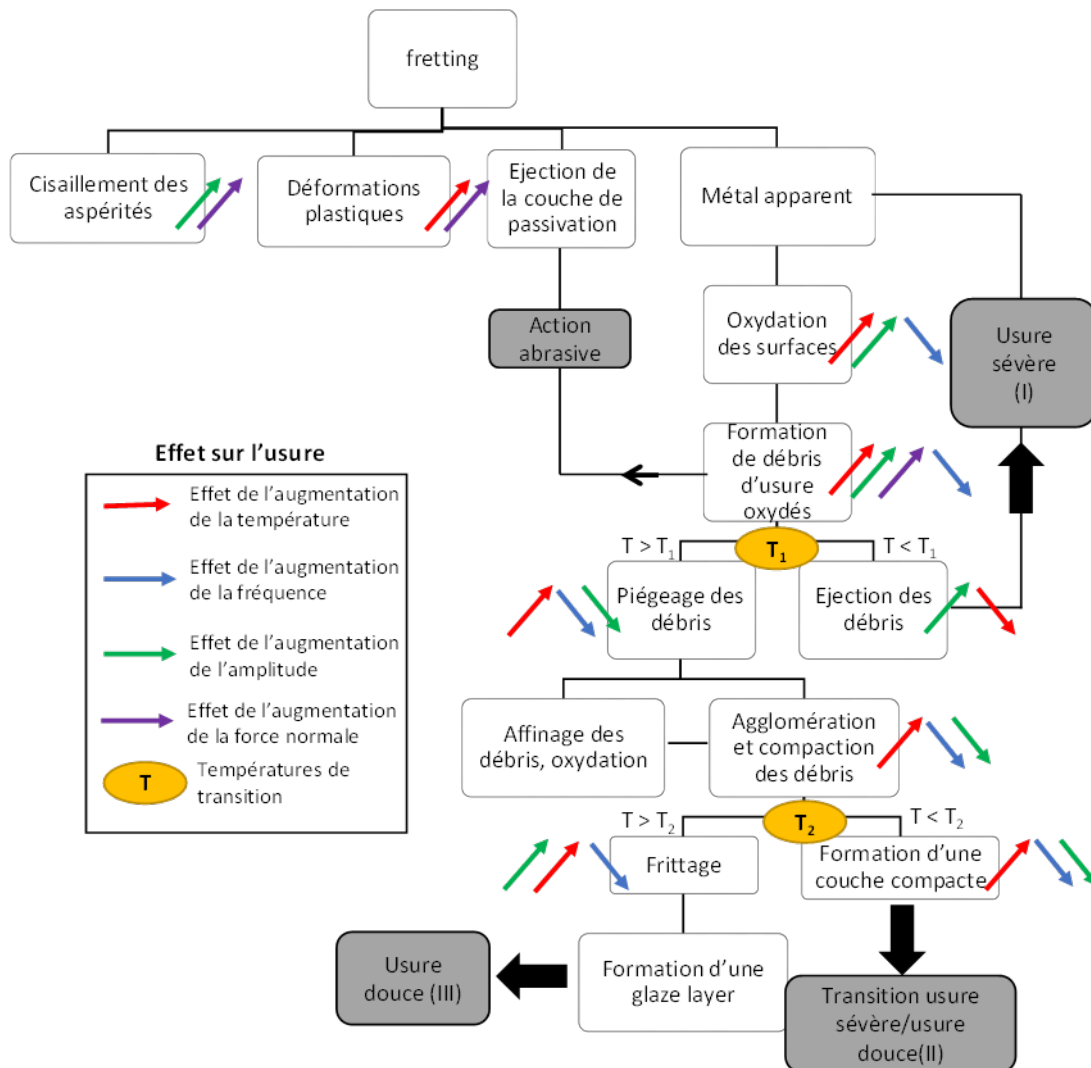 fretting
Cisaillement des
aspérités
Déformations
plastiques
Ejection de
la couche de
passivation
Métal apparent
Action
abrasive
Oxydation
des surfaces
Usure
sévère
(I)
Formation
de débris
d'usure
oxydés
T > T₁
T₁
T < T₁
Piégeage des
débris
Ejection des
débris
Affinage des
débris, oxydation
Agglomération
et compaction
des débris
T > T₂
T₂
T < T₂
Frittage
Formation d'une
couche compacte
Usure
douce (III)
Formation d'une
glaze layer
Transition usure
sévère/usure
douce(II)
Effet sur l'usure
Effet de l'augmentation
de la température
Effet de l'augmentation
de la fréquence
Effet de l'augmentation
de l'amplitude
Effet de l'augmentation
de la force normale
T
Températures de
transition